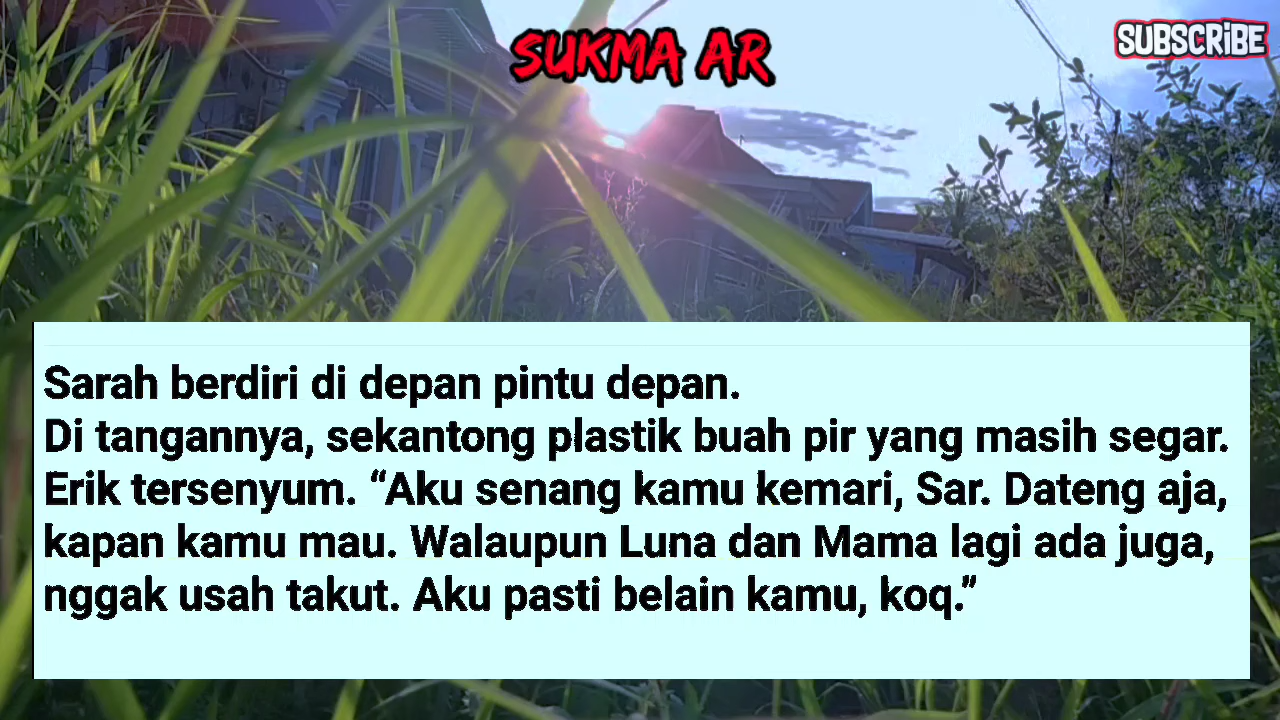 SUKMA AR
SUBSCRIBE
Sarah berdiri di depan pintu depan.
Di tangannya, sekantong plastik buah pir yang masih segar.
Erik tersenyum. “Aku senang kamu kemari, Sar. Dateng aja,
kapan kamu mau. Walaupun Luna dan Mama lagi ada juga,
nggak usah takut. Aku pasti belain kamu, koq.”